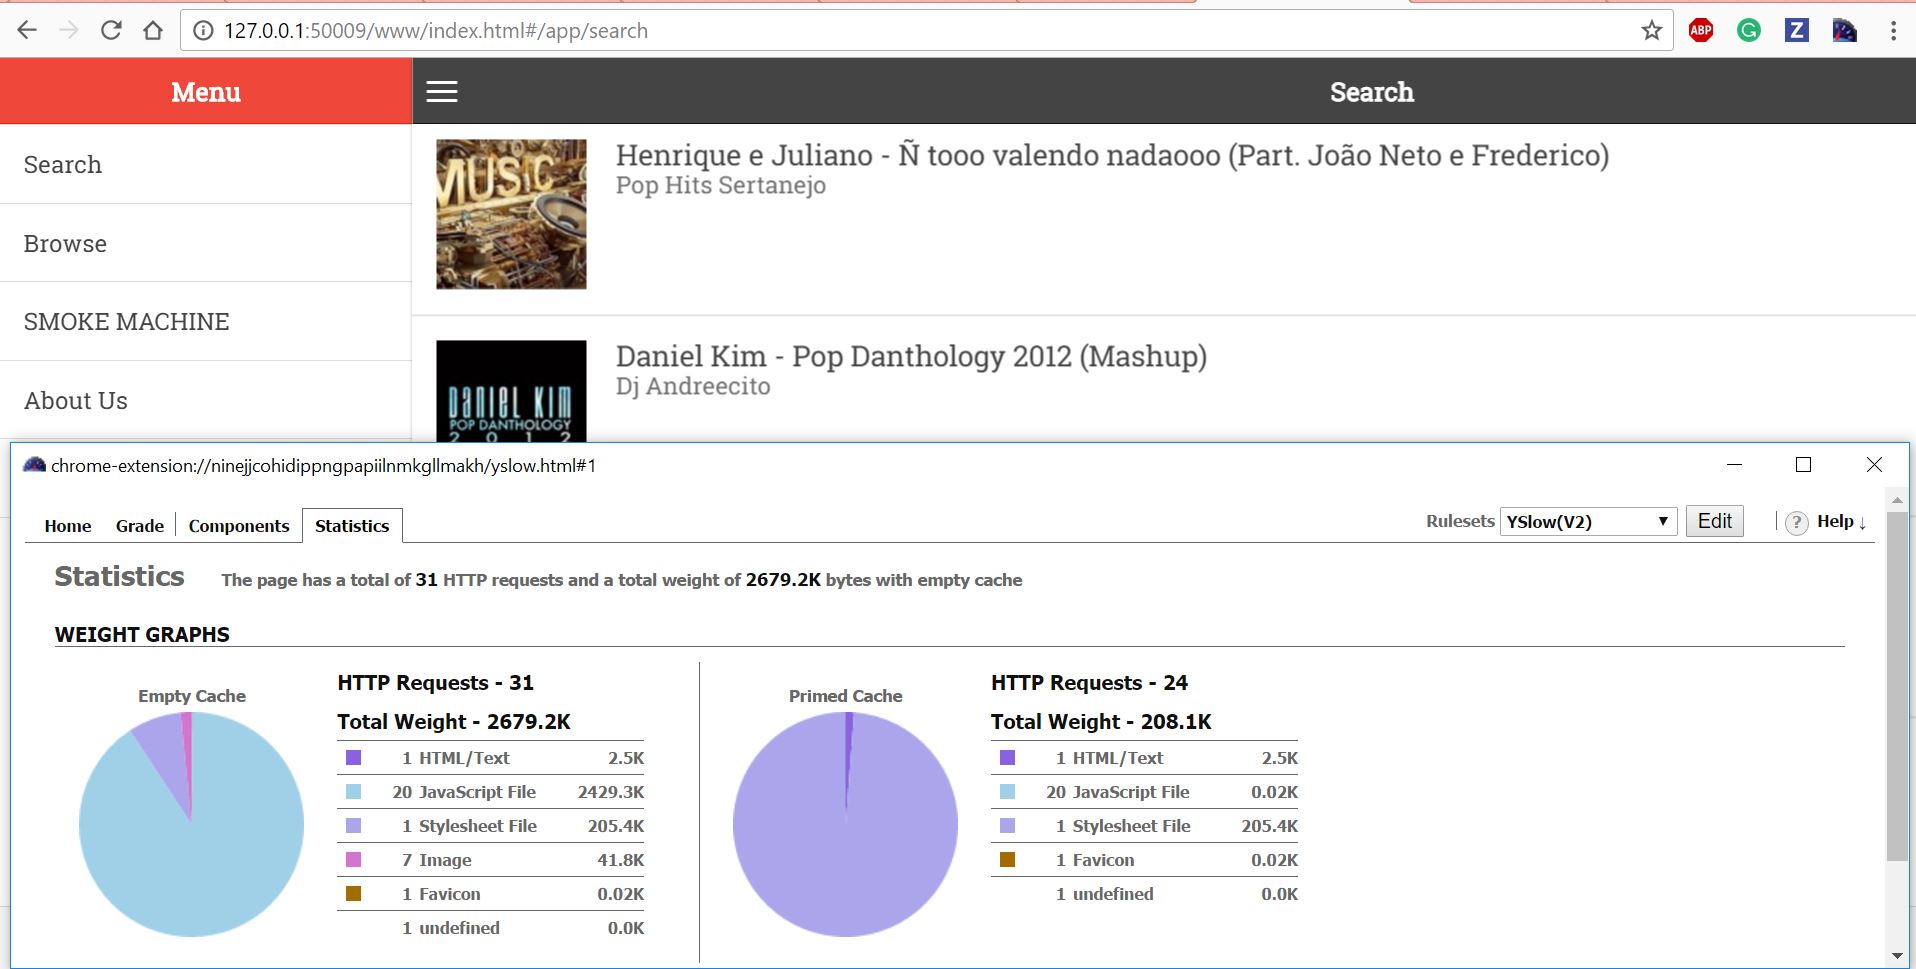 127.0.0.1:50009/www/index.html#/app/search
ABP
G
Z
Menu
Search
Search
Browse
SMOKE MACHINE
About Us
MUSIC
Henrique e Juliano - Ñ tooo valendo nadaooo (Part. João Neto e Frederico)
Pop Hits Sertanejo
DANIEL KIM
POP DANTHOLOGY
2012
Daniel Kim - Pop Danthology 2012 (Mashup)
Dj Andreecito
chrome-extension://ninejjcohidippngpapiilnmkgllmakh/yslow.html#1
Home Grade Components Statistics
Rulesets YSlow(V2) Edit ? Help ↓
Statistics The page has a total of 31 HTTP requests and a total weight of 2679.2K bytes with empty cache
WEIGHT GRAPHS
Empty Cache
HTTP Requests - 31
Total Weight - 2679.2K
1 HTML/Text 2.5K
20 JavaScript File 2429.3K
1 Stylesheet File 205.4K
7 Image 41.8K
1 Favicon 0.02K
1 undefined 0.0K
Primed Cache
HTTP Requests - 24
Total Weight - 208.1K
1 HTML/Text 2.5K
20 JavaScript File 0.02K
1 Stylesheet File 205.4K
1 Favicon 0.02K
1 undefined 0.0K